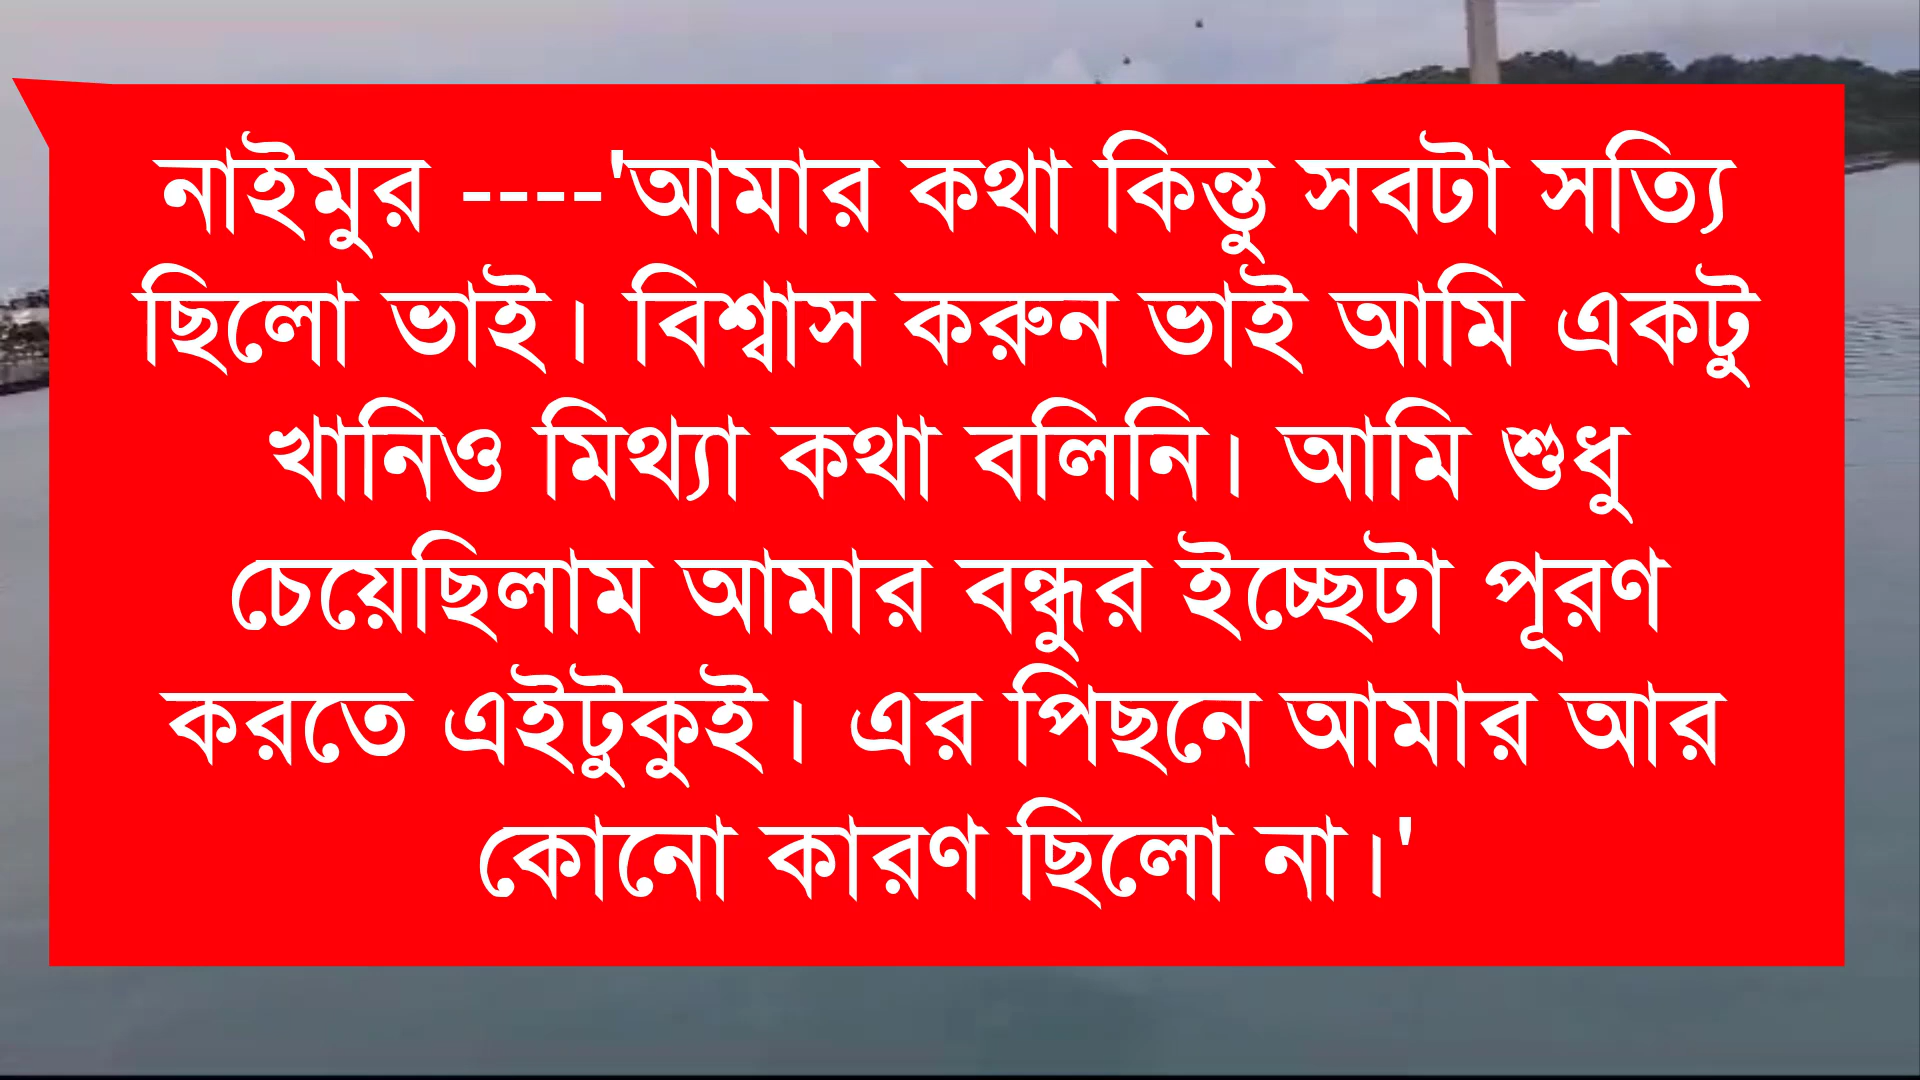 নাইমুর ----'আমার কথা কিন্তু সবটা সত্যি
ছিলো ভাই। বিশ্বাস করুন ভাই আমি একটু
খানিও মিথ্যা কথা বলিনি। আমি শুধু
চেয়েছিলাম আমার বন্ধুর ইচ্ছেটা পূরণ
করতে এইটুকুই। এর পিছনে আমার আর
কোনো কারণ ছিলো না।'